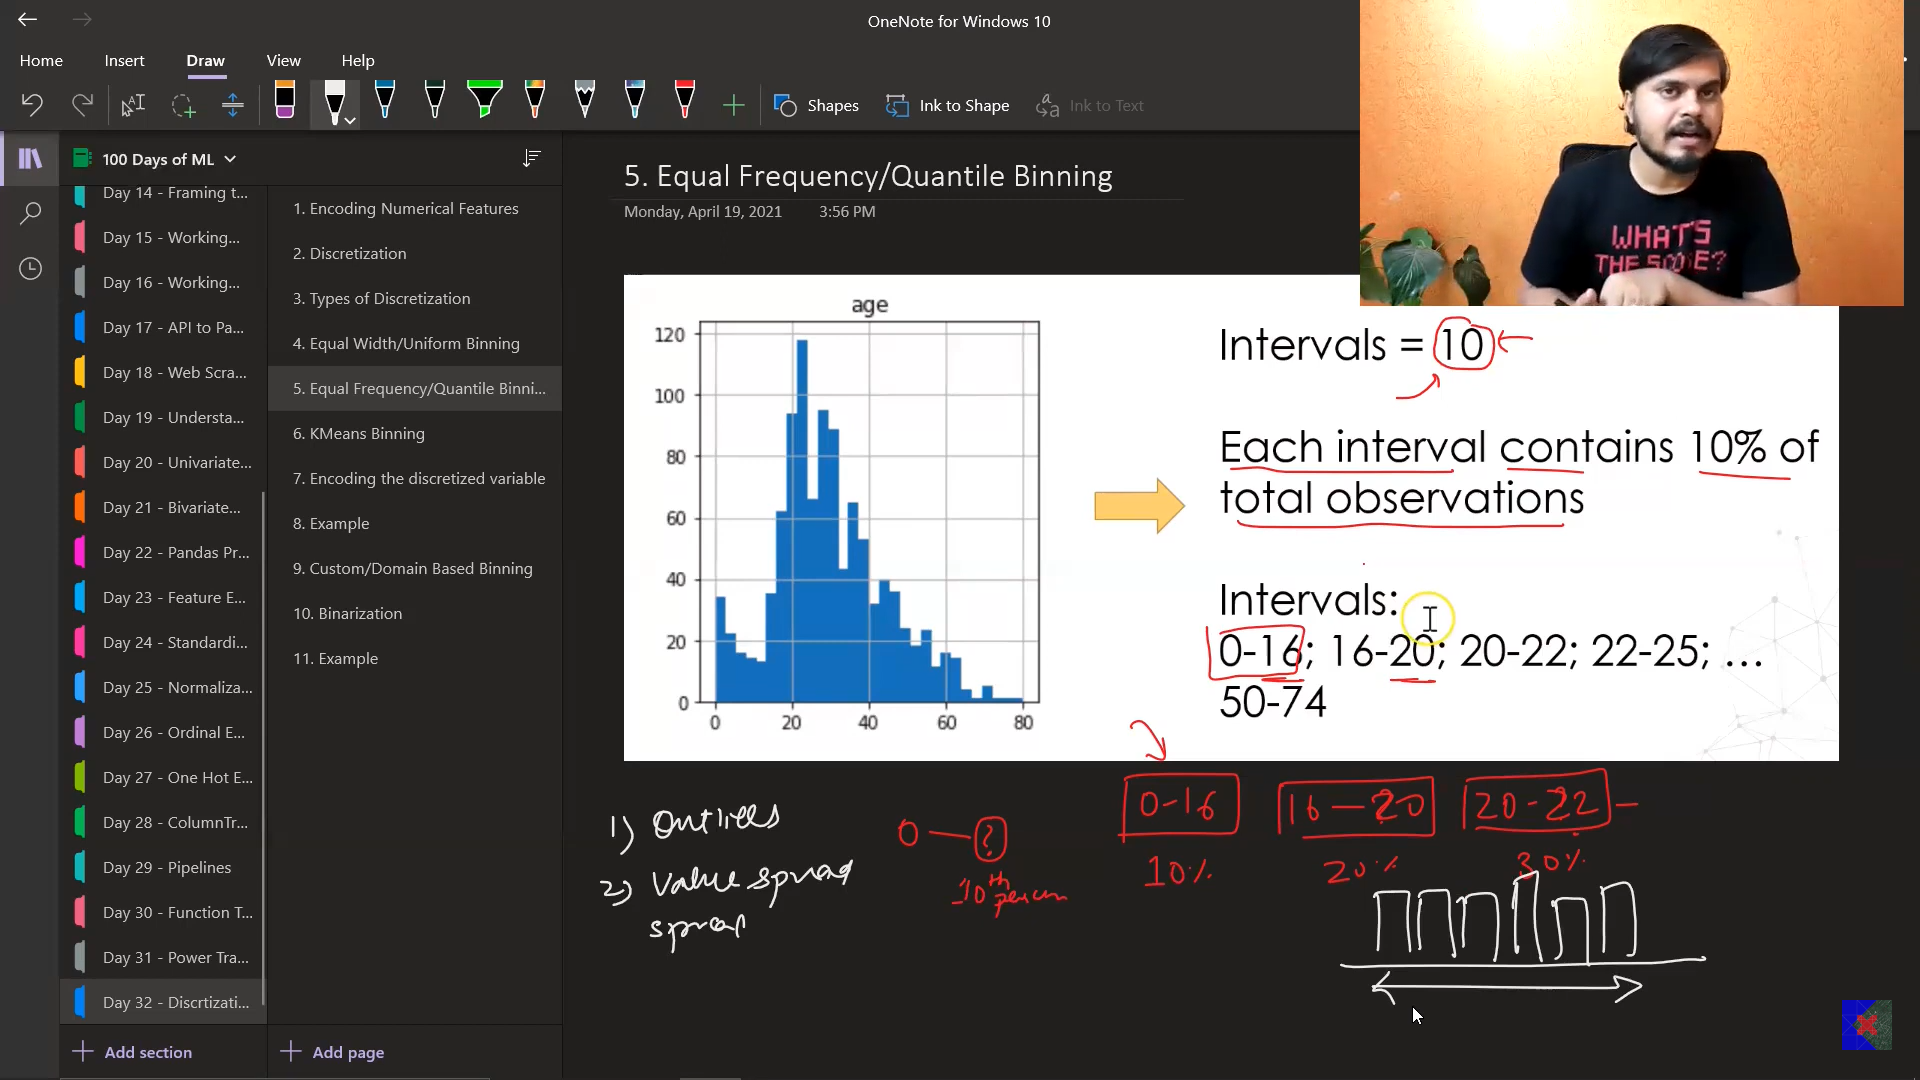 OneNote for Windows 10
Home Insert Draw View Help
Shapes Ink to Shape Ink to Text
100 Days of ML
Day 14 - Framing t...
Day 15 - Working...
Day 16 - Working...
Day 17 - API to Pa...
Day 18 - Web Scra...
Day 19 - Understa...
Day 20 - Univariate...
Day 21 - Bivariate...
Day 22 - Pandas Pr...
Day 23 - Feature E...
Day 24 - Standardi...
Day 25 - Normaliza...
Day 26 - Ordinal E...
Day 27 - One Hot E...
Day 28 - ColumnTr...
Day 29 - Pipelines
Day 30 - Function T...
Day 31 - Power Tra...
Day 32 - Discrtizati...
Add section
1. Encoding Numerical Features
2. Discretization
3. Types of Discretization
4. Equal Width/Uniform Binning
5. Equal Frequency/Quantile Binni...
6. KMeans Binning
7. Encoding the discretized variable
8. Example
9. Custom/Domain Based Binning
10. Binarization
11. Example
Add page
5. Equal Frequency/Quantile Binning
Monday, April 19, 2021 3:56 PM
WHAT'S
THE
age
120
100
80
60
40
20
0
0 20 40 60 80
Intervals = 10
Each interval contains 10% of
total observations
Intervals:
0-16; 16-20; 20-22; 22-25; ...
50-74
1) Outliers
2) Value spread
spread
0 — ?
10th percen
0-16 16-20 20-22
10% 20% 30%